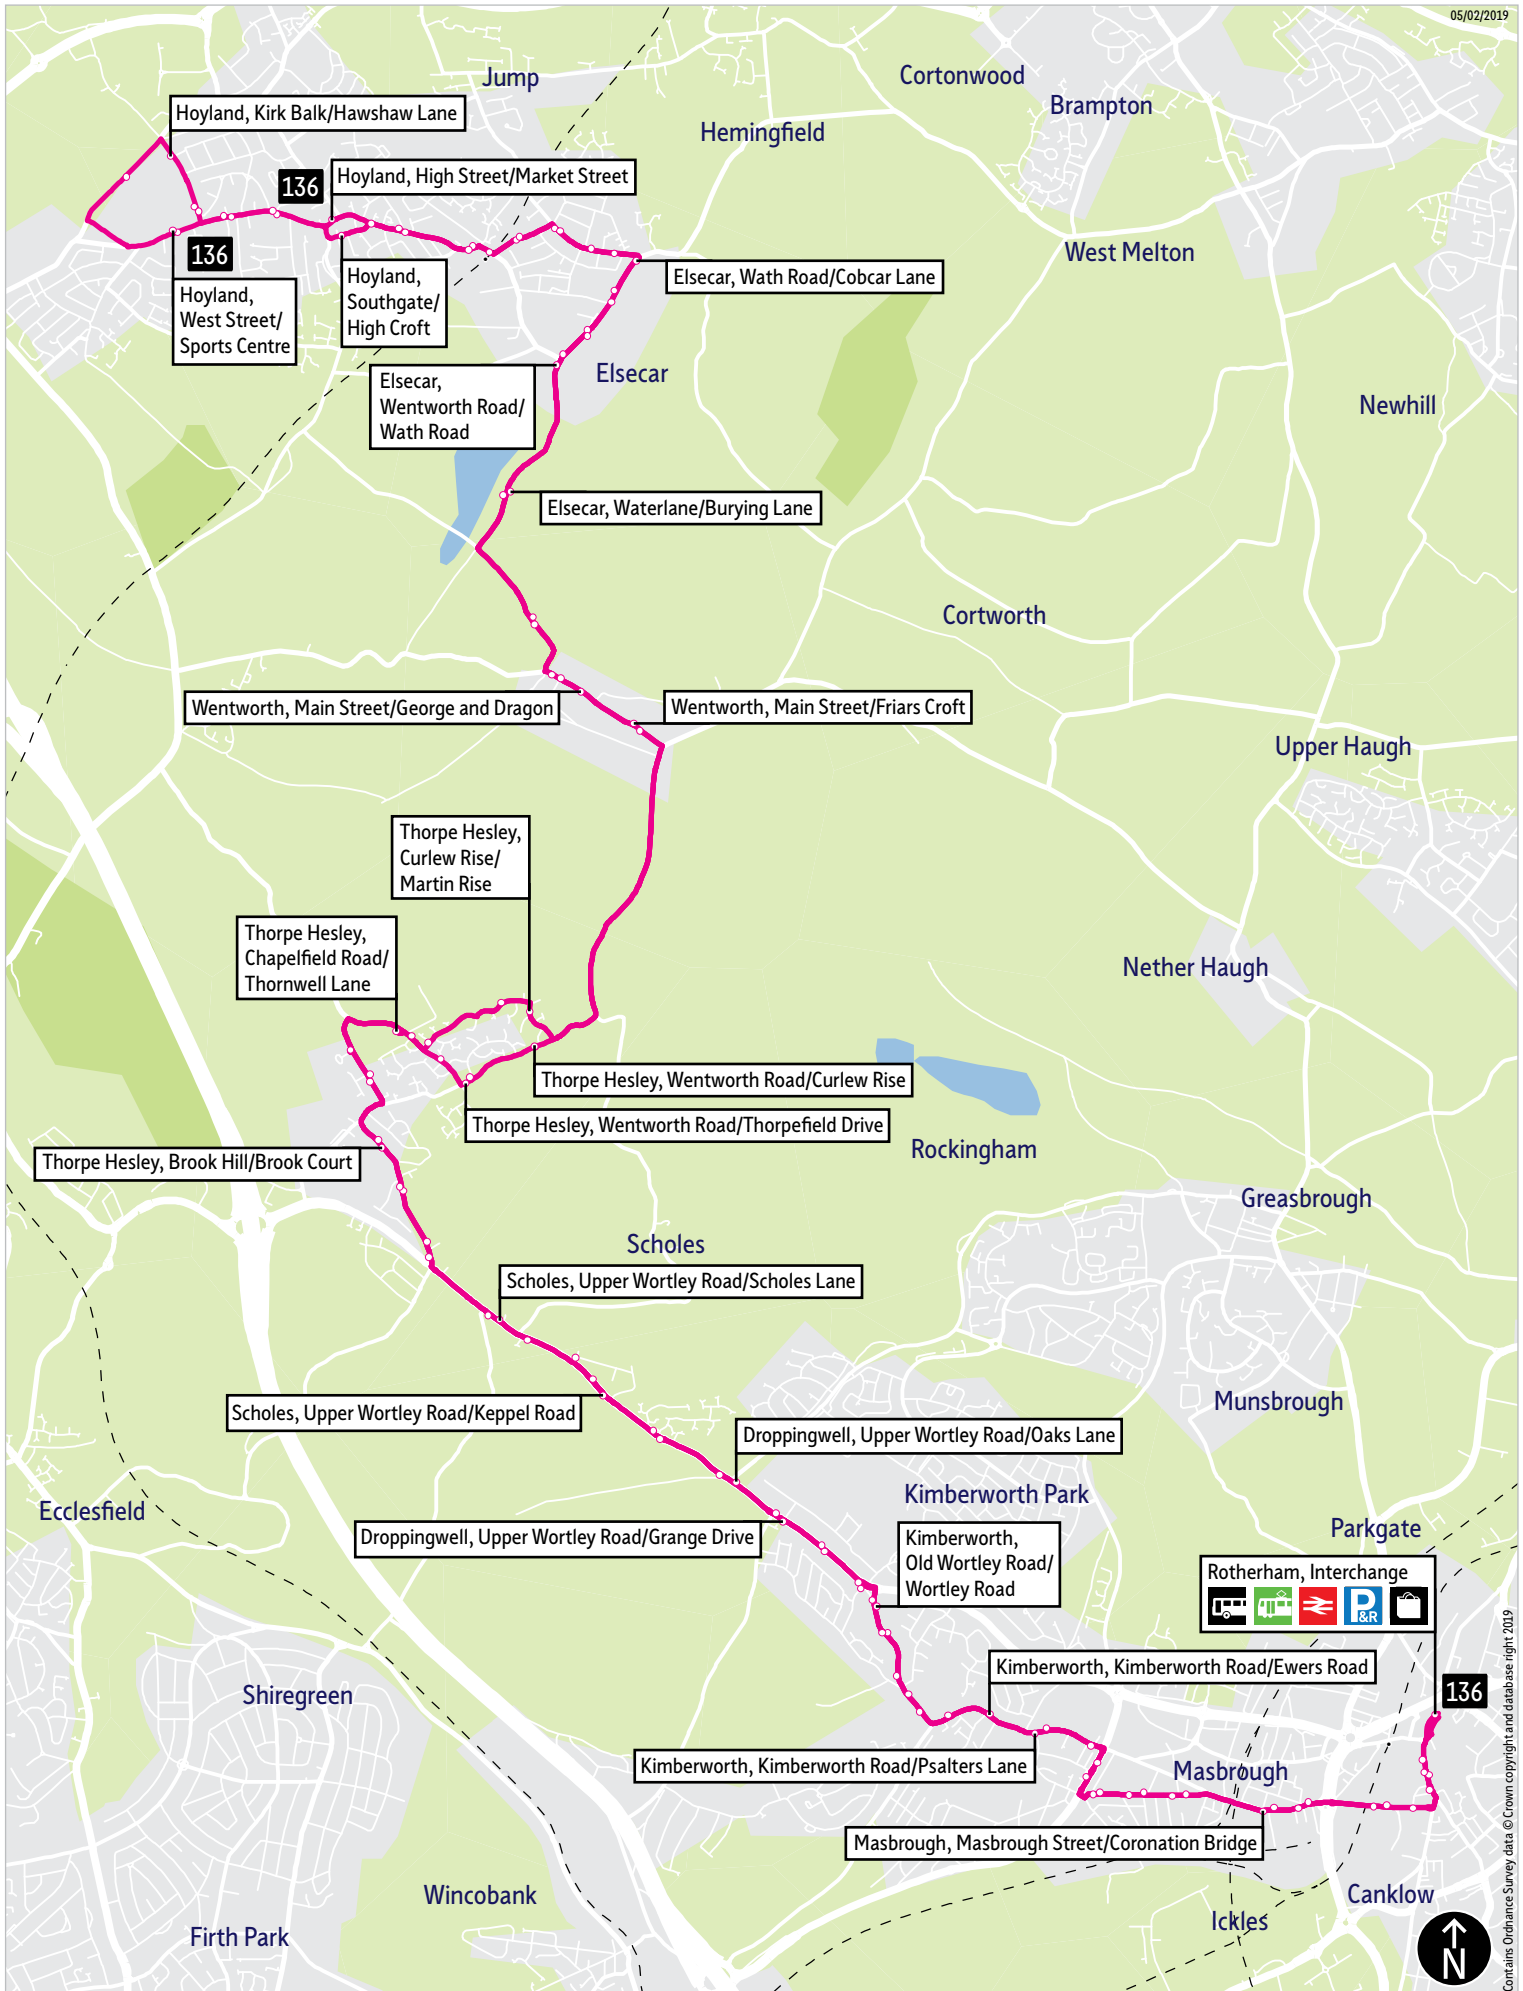 05/02/2019
Jump
Cortonwood
Brampton
Hoyland, Kirk Balk/Hawshaw Lane
Hemingfield
136
Hoyland, High Street/Market Street
136
West Melton
Hoyland,
West Street/
Sports Centre
Hoyland,
Southgate/
High Croft
Elsecar, Wath Road/Cobcar Lane
Elsecar,
Wentworth Road/
Wath Road
Elsecar
Newhill
Elsecar, Waterlane/Burying Lane
Cortworth
Wentworth, Main Street/George and Dragon
Wentworth, Main Street/Friars Croft
Upper Haugh
Thorpe Hesley,
Curlew Rise/
Martin Rise
Thorpe Hesley,
Chapelfield Road/
Thornwell Lane
Nether Haugh
Thorpe Hesley, Wentworth Road/Curlew Rise
Thorpe Hesley, Wentworth Road/Thorpefield Drive
Rockingham
Thorpe Hesley, Brook Hill/Brook Court
Greasbrough
Scholes
Scholes, Upper Wortley Road/Scholes Lane
Scholes, Upper Wortley Road/Keppel Road
Munsbrough
Droppingwell, Upper Wortley Road/Oaks Lane
Kimberworth Park
Ecclesfield
Droppingwell, Upper Wortley Road/Grange Drive
Kimberworth,
Old Wortley Road/
Wortley Road
Parkgate
Rotherham, Interchange
P
&R
Kimberworth, Kimberworth Road/Ewers Road
136
Shiregreen
Kimberworth, Kimberworth Road/Psalters Lane
Masbrough
Masbrough, Masbrough Street/Coronation Bridge
Wincobank
Canklow
Ickles
Firth Park
N
Contains Ordnance Survey data © Crown copyright and database right 2019